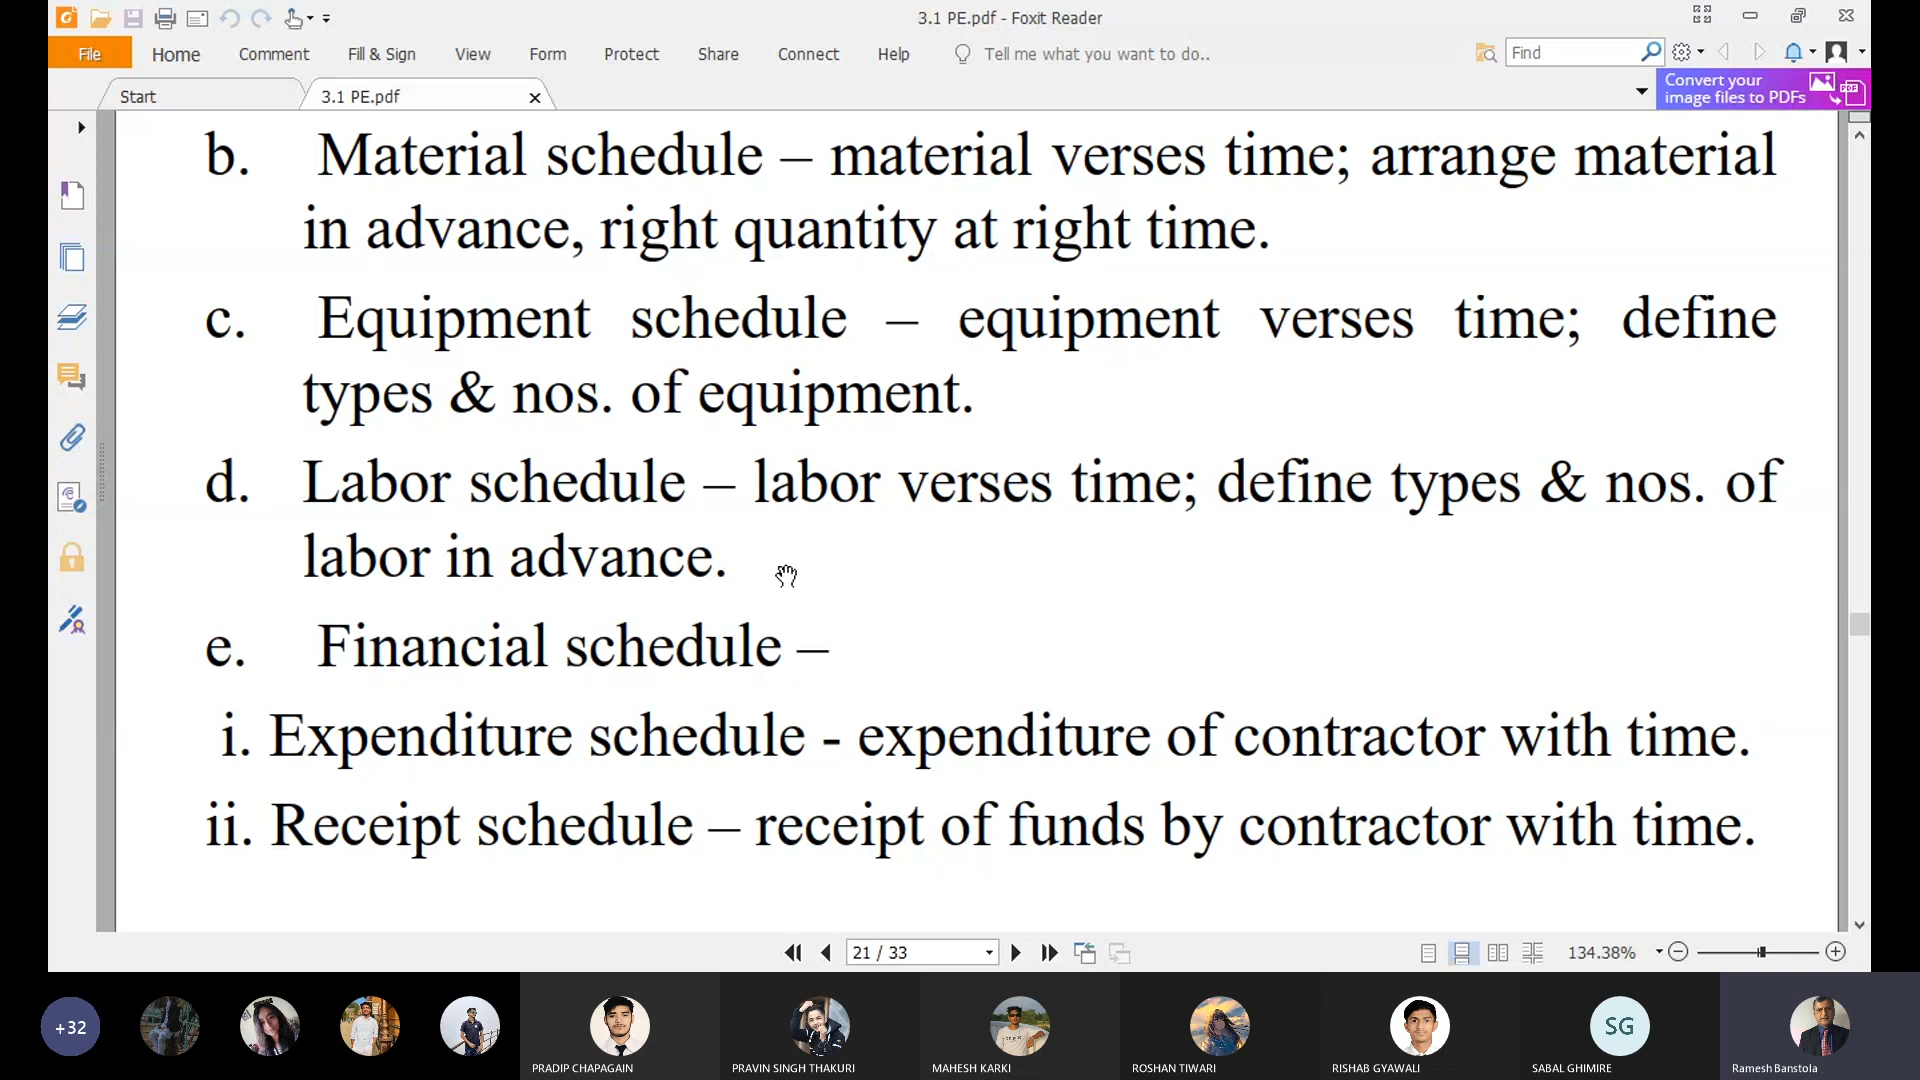 3.1 PE.pdf - Foxit Reader
File Home Comment Fill & Sign View Form Protect Share Connect Help Tell me what you want to do.. Find
Start 3.1 PE.pdf
Convert your
image files to PDFs
b. Material schedule – material verses time; arrange material
in advance, right quantity at right time.
c. Equipment schedule – equipment verses time; define
types & nos. of equipment.
d. Labor schedule – labor verses time; define types & nos. of
labor in advance.
e. Financial schedule –
i. Expenditure schedule - expenditure of contractor with time.
ii. Receipt schedule – receipt of funds by contractor with time.
21 / 33 134.38%
+32 SG
PRADIP CHAPAGAIN PRAVIN SINGH THAKURI MAHESH KARKI ROSHAN TIWARI RISHAB GYAWALI SABAL GHIMIRE Ramesh Banstola